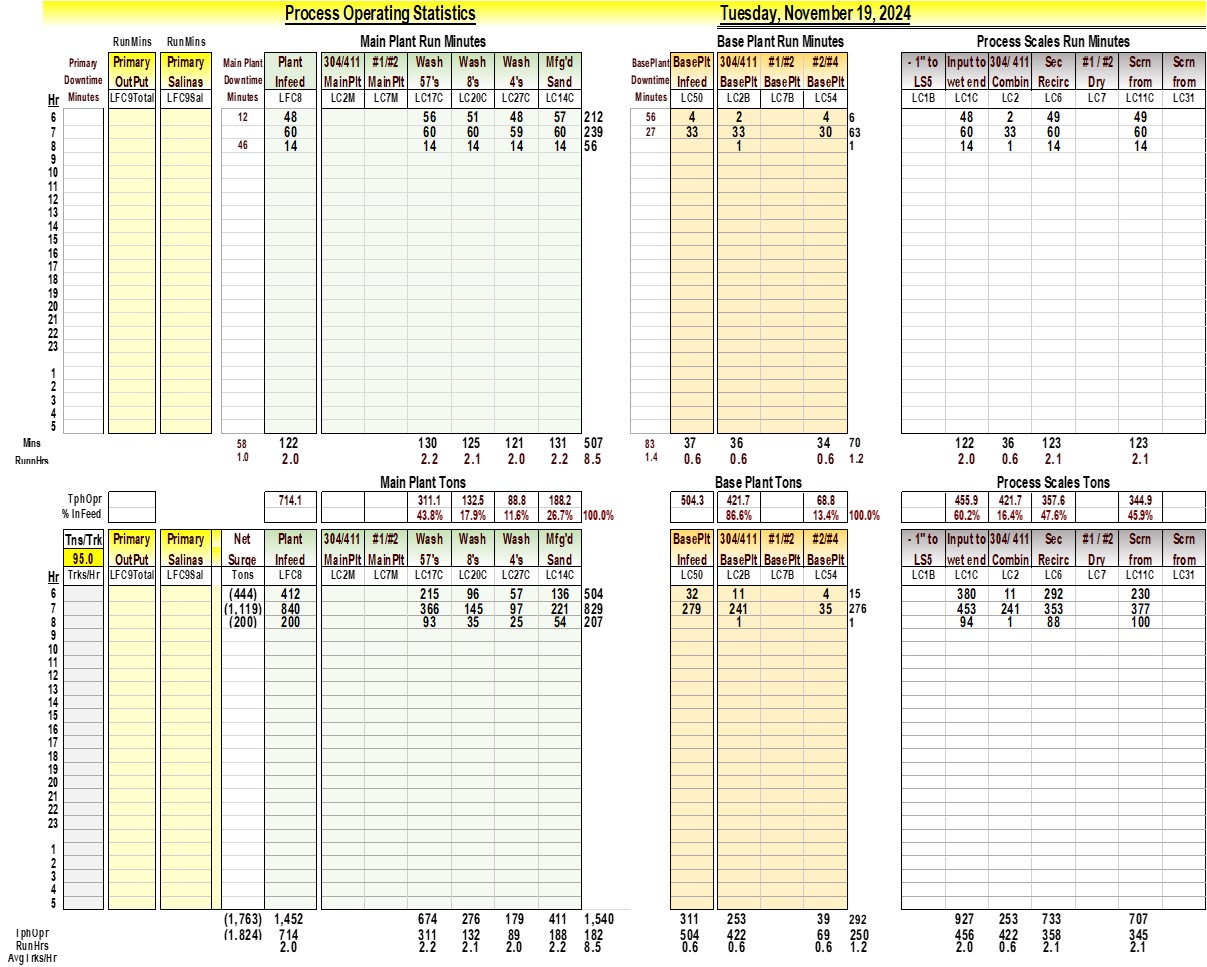 Process Operating Statistics Tuesday, November 19, 2024
RunMins RunMins Main Plant Run Minutes Base Plant Run Minutes Process Scales Run Minutes
Primary Primary Primary Main Plant Plant 304/411 #1/#2 Wash Wash Wash Mfg'd BasePlant BasePlt 304/411 #1/#2 #2/#4 - 1" to Input to 304/ 411 Sec #1 / #2 Scrn Scrn
Downtime OutPut Salinas Downtime Infeed MainPlt MainPlt 57's 8's 4's Sand Downtime Infeed BasePlt BasePlt BasePlt LS5 wet end Combin Recirc Dry from from
Hr Minutes LFC9Total LFC9Sal Minutes LFC8 LC2M LC7M LC17C LC20C LC27C LC14C Minutes LC50 LC2B LC7B LC54 LC1B LC1C LC2 LC6 LC7 LC11C LC31
6 12 48 56 51 48 57 212 56 4 2 4 6 48 2 49 49
7 60 60 60 59 60 239 27 33 33 30 63 60 33 60 60
8 46 14 14 14 14 14 56 1 1 14 1 14 14
9
10
11
12
13
14
15
16
17
18
19
20
21
22
23
1
2
3
4
5
Mins 58 122 130 125 121 131 507 83 37 36 34 70 122 36 123 123
RunnHrs 1.0 2.0 2.2 2.1 2.0 2.2 8.5 1.4 0.6 0.6 0.6 1.2 2.0 0.6 2.1 2.1
Main Plant Tons Base Plant Tons Process Scales Tons
TphOpr 714.1 311.1 132.5 88.8 188.2 504.3 421.7 68.8 455.9 421.7 357.6 344.9
% InFeed 43.8% 17.9% 11.6% 26.7% 100.0% 86.6% 13.4% 100.0% 60.2% 16.4% 47.6% 45.9%
Tns/Trk Primary Primary Net Plant 304/411 #1/#2 Wash Wash Wash Mfg'd BasePlt 304/411 #1/#2 #2/#4 - 1" to Input to 304/ 411 Sec #1 / #2 Scrn Scrn
95.0 OutPut Salinas Surge Infeed MainPlt MainPlt 57's 8's 4's Sand Infeed BasePlt BasePlt BasePlt LS5 wet end Combin Recirc Dry from from
Hr Trks/Hr LFC9Total LFC9Sal Tons LFC8 LC2M LC7M LC17C LC20C LC27C LC14C LC50 LC2B LC7B LC54 LC1B LC1C LC2 LC6 LC7 LC11C LC31
6 (444) 412 215 96 57 136 504 32 11 4 15 380 11 292 230
7 (1,119) 840 366 145 97 221 829 279 241 35 276 453 241 353 377
8 (200) 200 93 35 25 54 207 1 1 94 1 88 100
9
10
11
12
13
14
15
16
17
18
19
20
21
22
23
1
2
3
4
5
(1,763) 1,452 674 276 179 411 1,540 311 253 39 292 927 253 733 707
TphOpr (1,824) 714 311 132 89 188 182 504 422 69 250 456 422 358 345
RunHrs 2.0 2.2 2.1 2.0 2.2 8.5 0.6 0.6 0.6 1.2 2.0 0.6 2.1 2.1
AvgTrks/Hr